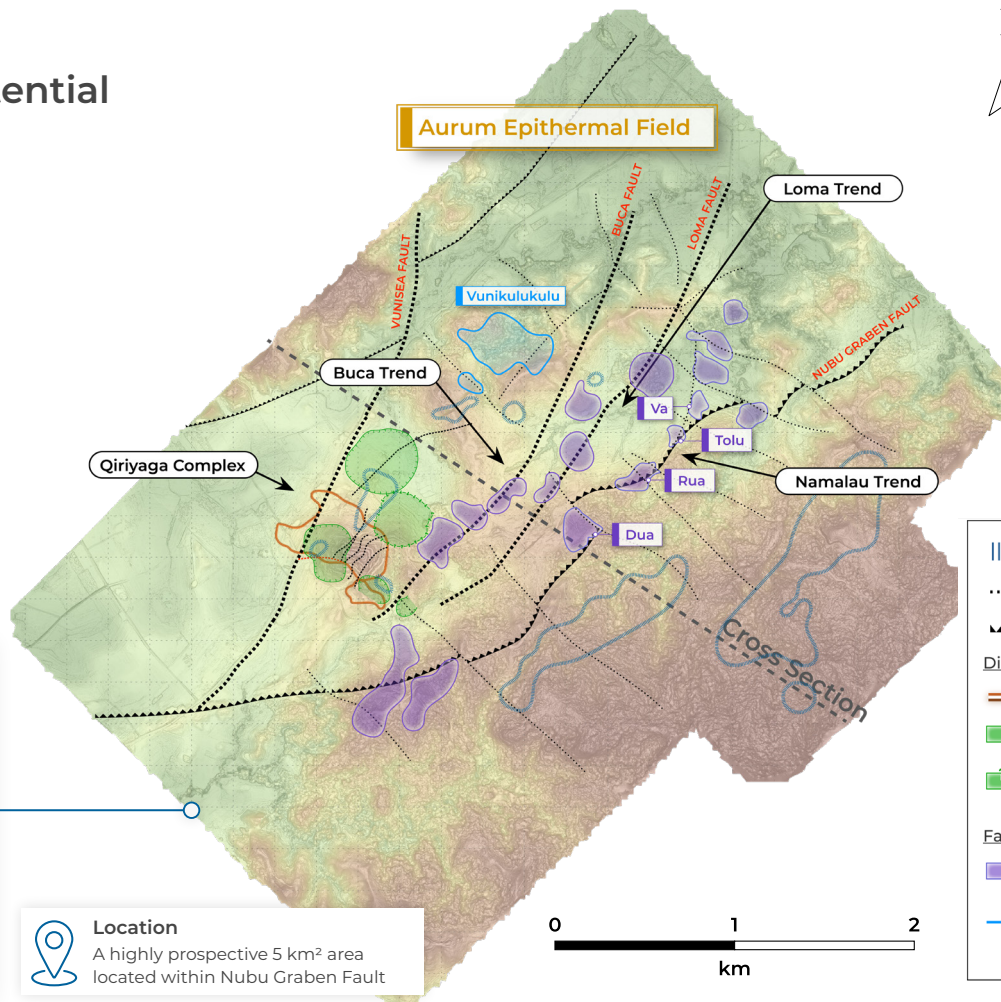 ential
Aurum Epithermal Field
Loma Trend
BUCA FAULT
LOMA FAULT
VUNISEA FAULT
Vunikulukulu
NUBU GRABEN FAULT
Buca Trend
Va
Tolu
Qiriyaga Complex
Rua
Namalau Trend
Dua
Cross Section
Di
Fa
Location
A highly prospective 5 km² area
located within Nubu Graben Fault
0 1 2
km